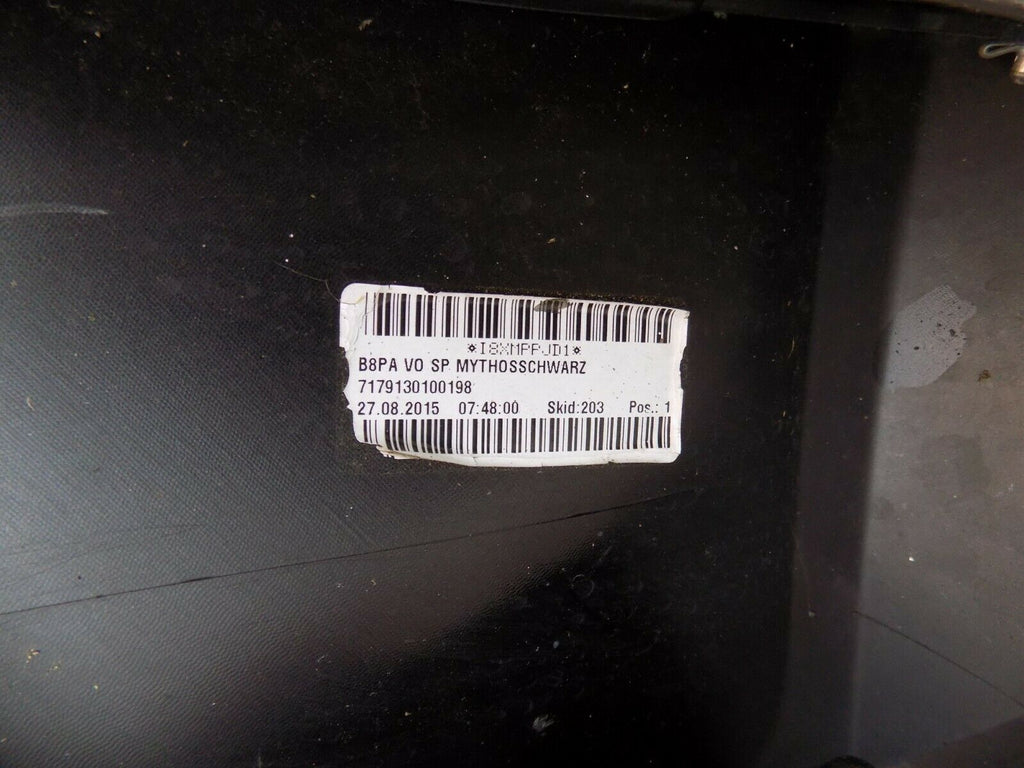 *I8XMPPJD1*
B8PA VO SP MYTHOSSCHWARZ
7179130100198
27.08.2015 07:48:00 Skid:203 Pos.: 1